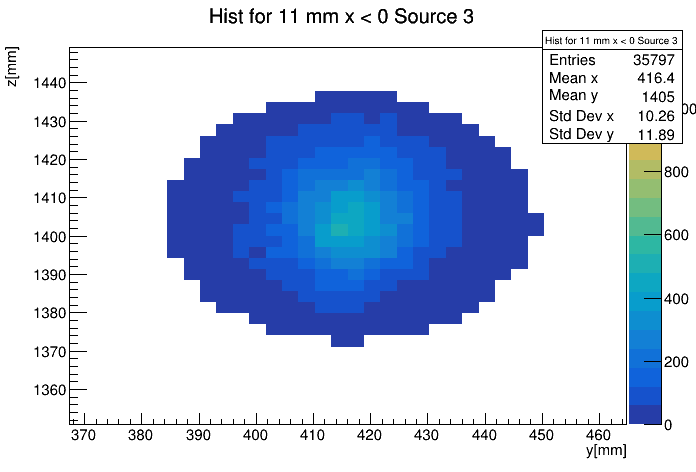 Hist for 11 mm x < 0 Source 3
z[mm]
Hist for 11 mm x < 0 Source 3
Entries 35797
Mean x 416.4
Mean y 1405
Std Dev x 10.26
Std Dev y 11.89
1440
1430
1420
1410
1400
1390
1380
1370
1360
00
800
600
400
200
0
370 380 390 400 410 420 430 440 450 460
y[mm]